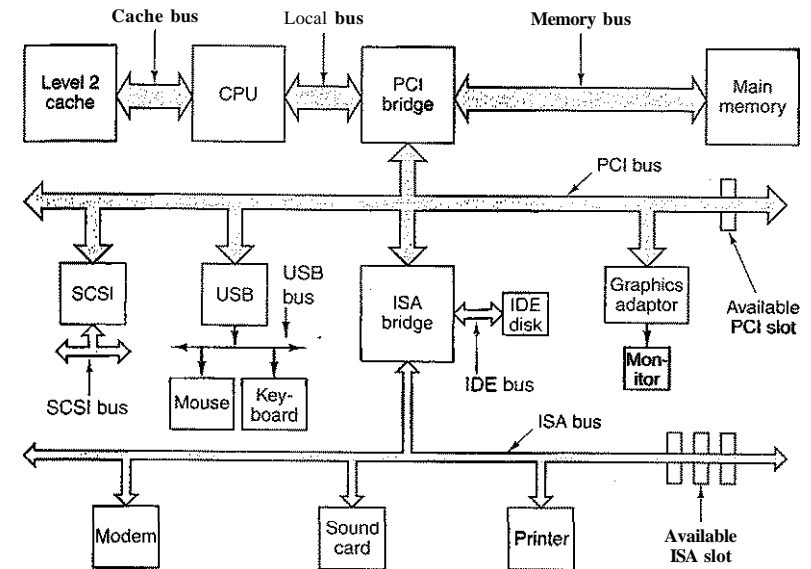 Cache bus
Local bus
Memory bus
Level 2
cache
CPU
PCI
bridge
Main
memory
PCI bus
SCSI
USB
USB
bus
ISA
bridge
IDE
disk
Graphics
adaptor
Available
PCI slot
SCSI bus
Mouse
Key-
board
IDE bus
Mon-
itor
ISA bus
Modem
Sound
card
Printer
Available
ISA slot